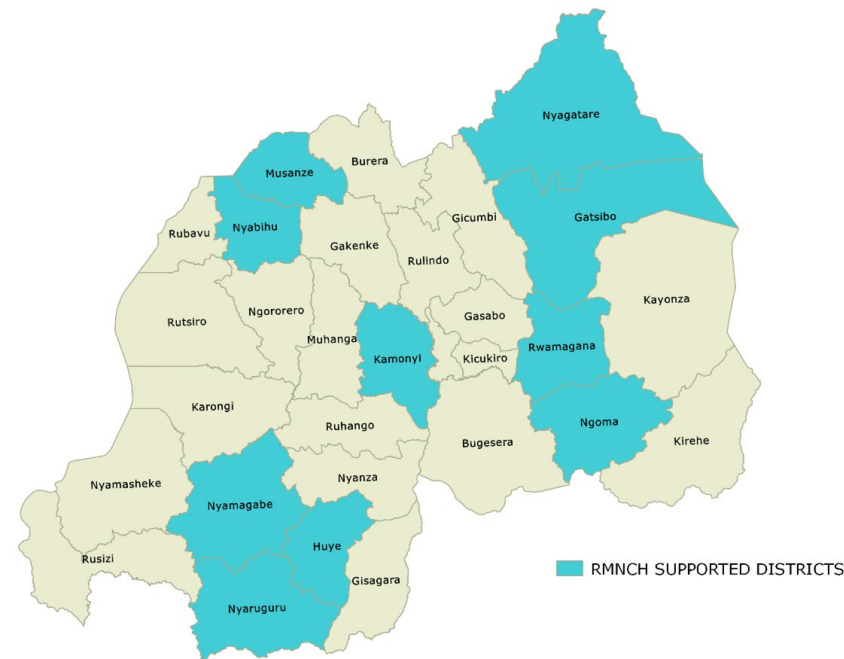 Nyagatare
Burera
Musanze
Gicumbi
Gatsibo
Nyabihu
Rubavu
Gakenke
Rulindo
Kayonza
Ngororero
Gasabo
Rutsiro
Muhanga
Rwamagana
Kamonyi
Kicukiro
Karongi
Ngoma
Ruhango
Bugesera
Kirehe
Nyanza
Nyamasheke
Nyamagabe
Huye
Rusizi
RMNCH SUPPORTED DISTRICTS
Gisagara
Nyaruguru